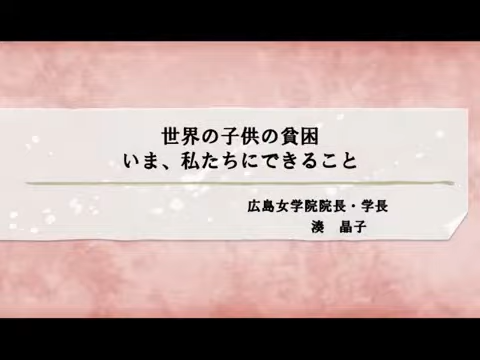 世界の子供の貧困
いま、私たちにできること
広島女学院院長・学長
湊　晶子